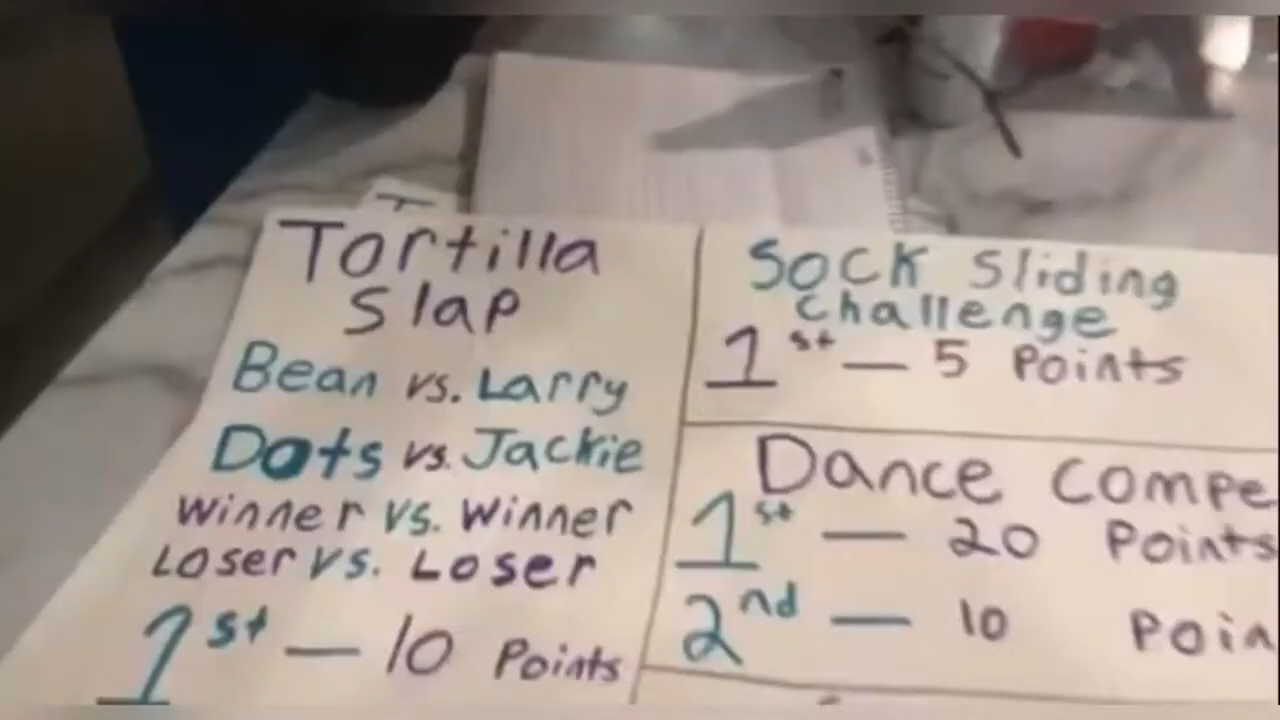 T
Tortilla
Slap
Bean vs. Larry
Dots vs. Jackie
Winner vs. Winner
Loser vs. Loser
1st — 10 Points
Sock Sliding
Challenge
1st — 5 Points
Dance Compe
1st — 20 Points
2nd — 10 Poin